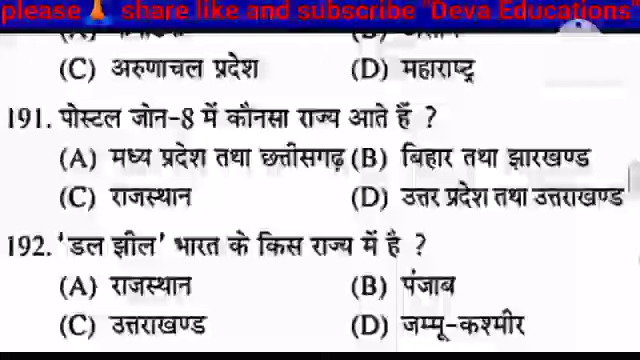 please 🙏 share like and subscribe "Deva Educations"
(C) अरुणाचल प्रदेश (D) महाराष्ट्र
191. पोस्टल जोन-8 में कौनसा राज्य आते हैं ?
(A) मध्य प्रदेश तथा छत्तीसगढ़ (B) बिहार तथा झारखण्ड
(C) राजस्थान (D) उत्तर प्रदेश तथा उत्तराखण्ड
192. 'डल झील' भारत के किस राज्य में है ?
(A) राजस्थान (B) पंजाब
(C) उत्तराखण्ड (D) जम्मू-कश्मीर